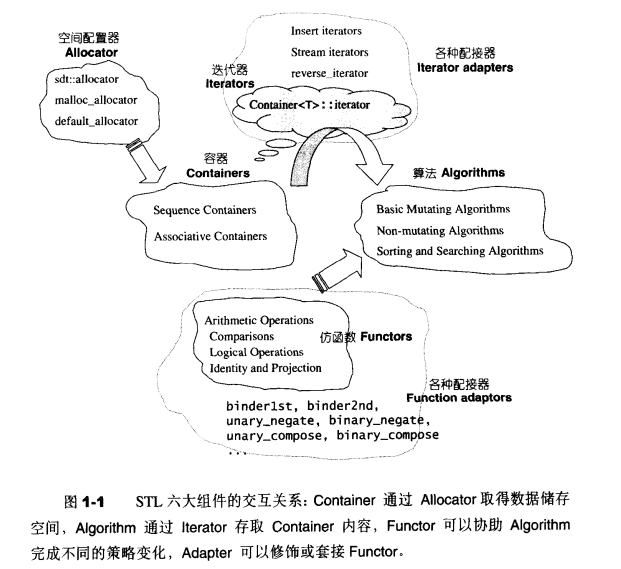 空间配置器
Allocator
sdt::allocator
malloc_allocator
default_allocator
Insert iterators
Stream iterators
reverse_iterator
迭代器
Iterators
Container<T>::iterator
各种配接器
Iterator adapters
容器
Containers
Sequence Containers
Associative Containers
算法 Algorithms
Basic Mutating Algorithms
Non-mutating Algorithms
Sorting and Searching Algorithms
Arithmetic Operations
Comparisons
Logical Operations
Identity and Projection
仿函数 Functors
各种配接器
Function adaptors
binder1st, binder2nd,
unary_negate, binary_negate,
unary_compose, binary_compose
...
图 1-1 STL 六大组件的交互关系：Container 通过 Allocator 取得数据储存
空间，Algorithm 通过 Iterator 存取 Container 内容，Functor 可以协助 Algorithm
完成不同的策略变化，Adapter 可以修饰或套接 Functor。